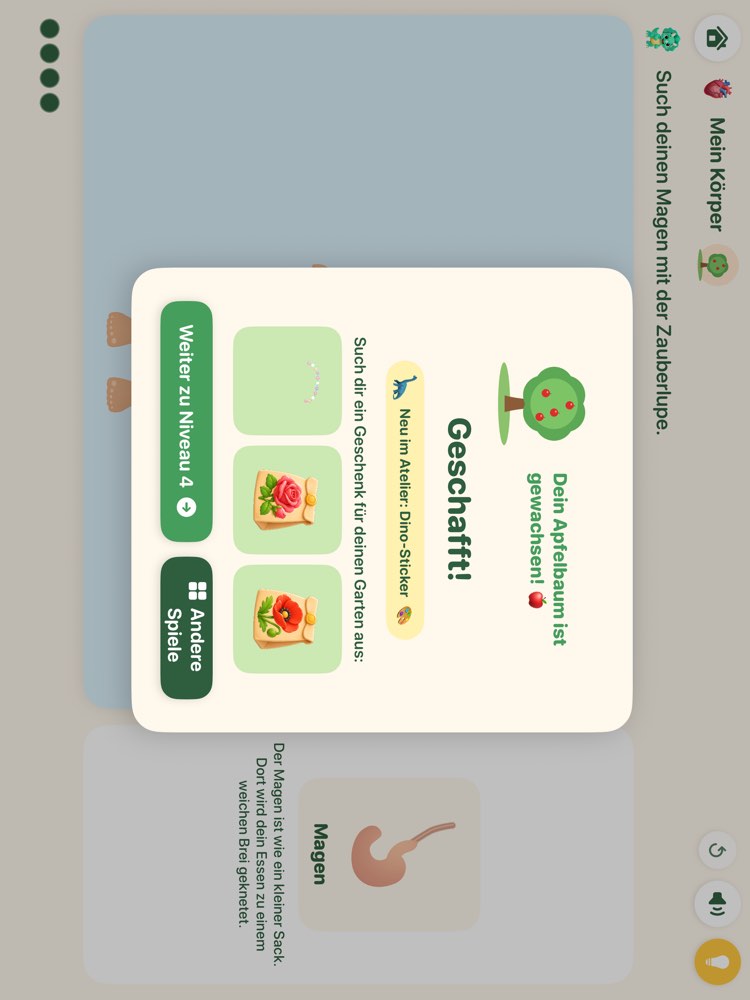 Mein Körper
Such deinen Magen mit der Zauberlupe.
Dein Apfelbaum ist
gewachsen!
Geschafft!
Neu im Atelier: Dino-Sticker
Such dir ein Geschenk für deinen Garten aus:
Weiter zu Niveau 4
Andere
Spiele
Magen
Der Magen ist wie ein kleiner Sack.
Dort wird dein Essen zu einem
weichen Brei geknetet.